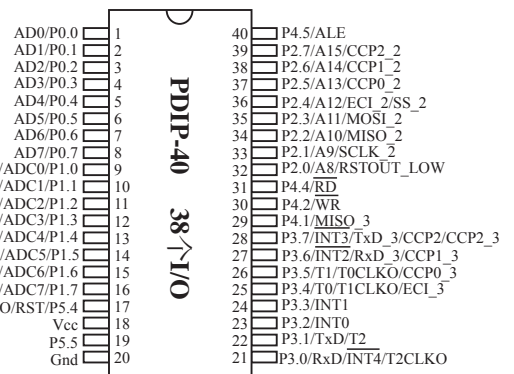 AD0/P0.0 1
AD1/P0.1 2
AD2/P0.2 3
AD3/P0.3 4
AD4/P0.4 5
AD5/P0.5 6
AD6/P0.6 7
AD7/P0.7 8
/ADC0/P1.0 9
/ADC1/P1.1 10
/ADC2/P1.2 11
/ADC3/P1.3 12
/ADC4/P1.4 13
/ADC5/P1.5 14
/ADC6/P1.6 15
/ADC7/P1.7 16
O/RST/P5.4 17
Vcc 18
P5.5 19
Gnd 20
PDIP-40 38个I/O
40 P4.5/ALE
39 P2.7/A15/CCP2_2
38 P2.6/A14/CCP1_2
37 P2.5/A13/CCP0_2
36 P2.4/A12/ECI_2/SS_2
35 P2.3/A11/MOSI_2
34 P2.2/A10/MISO_2
33 P2.1/A9/SCLK_2
32 P2.0/A8/RSTOUT_LOW
31 P4.4/RD
30 P4.2/WR
29 P4.1/MISO_3
28 P3.7/INT3/TxD_3/CCP2/CCP2_3
27 P3.6/INT2/RxD_3/CCP1_3
26 P3.5/T1/T0CLKO/CCP0_3
25 P3.4/T0/T1CLKO/ECI_3
24 P3.3/INT1
23 P3.2/INT0
22 P3.1/TxD/T2
21 P3.0/RxD/INT4/T2CLKO